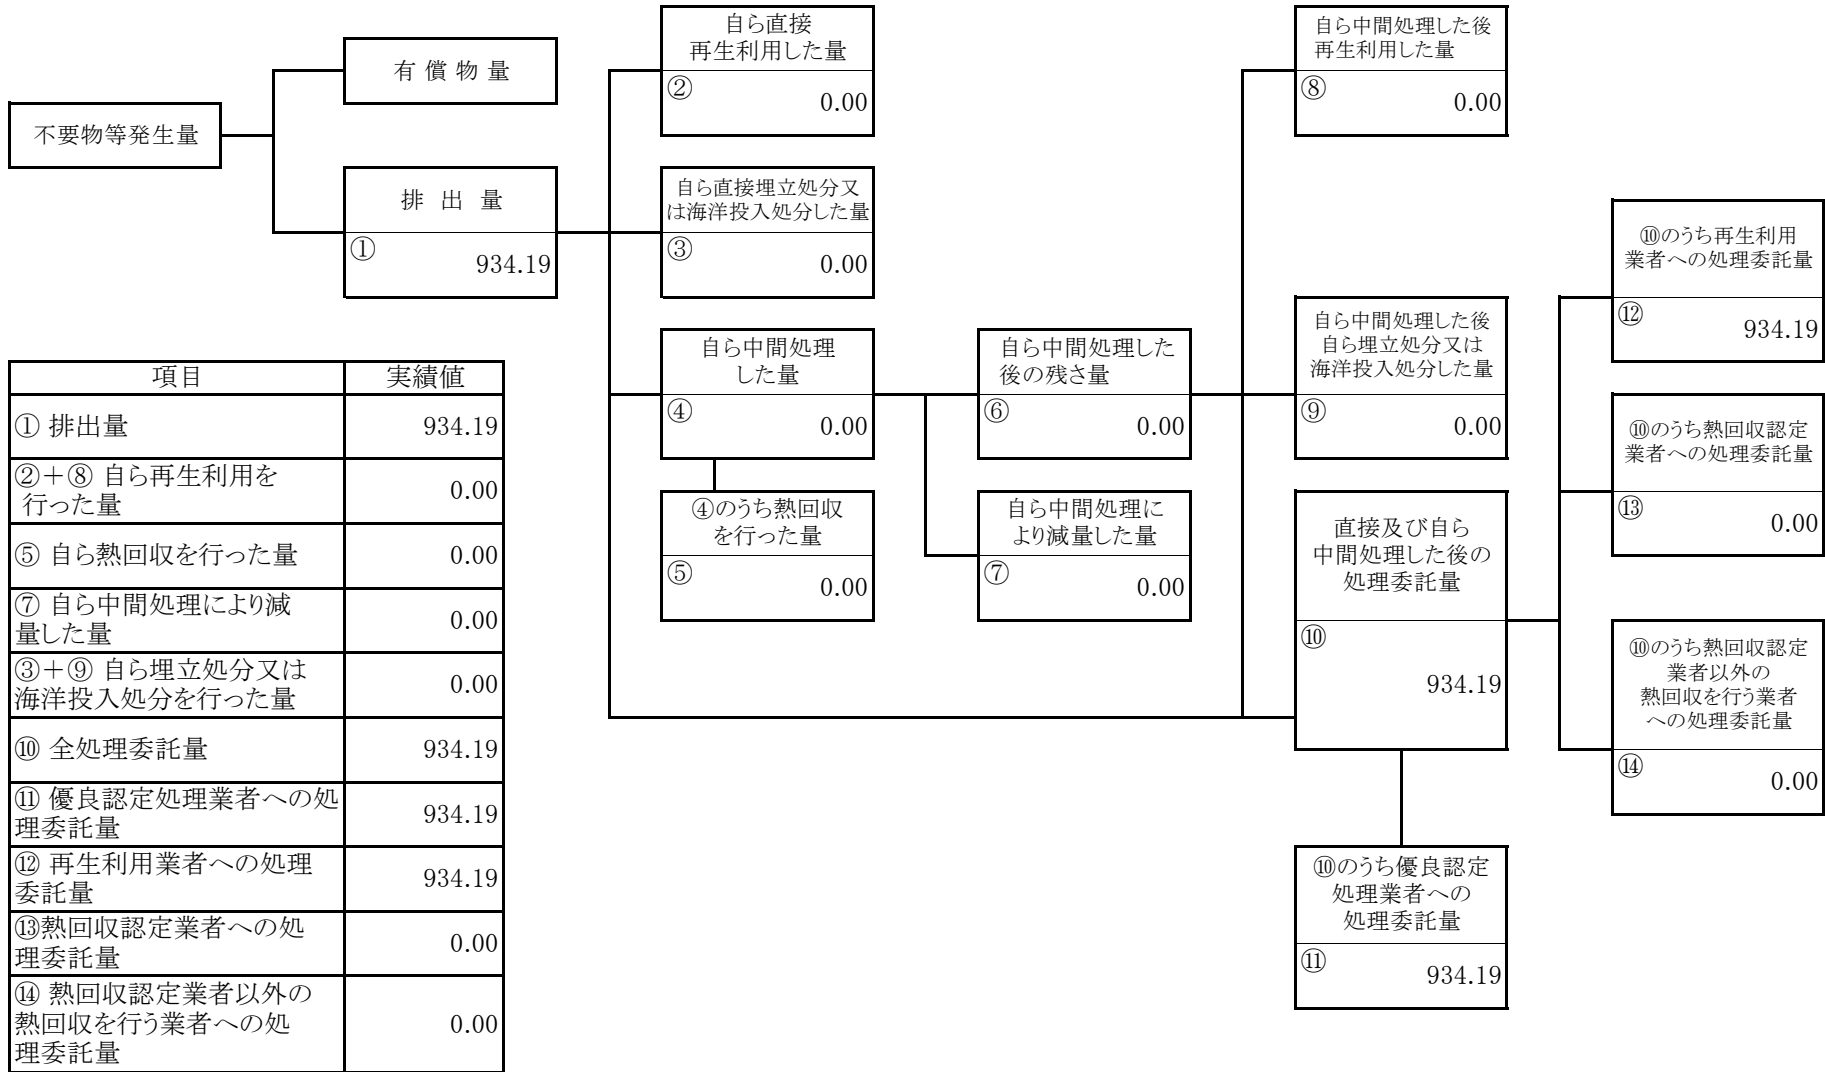 不要物等発生量
有 償 物 量
排 出 量
①
934.19
自ら直接
再生利用した量
②
0.00
自ら直接埋立処分又
は海洋投入処分した量
③
0.00
自ら中間処理
した量
④
0.00
④のうち熱回収
を行った量
⑤
0.00
自ら中間処理した
後の残さ量
⑥
0.00
自ら中間処理に
より減量した量
⑦
0.00
自ら中間処理した後
再生利用した量
⑧
0.00
自ら中間処理した後
自ら埋立処分又は
海洋投入処分した量
⑨
0.00
直接及び自ら
中間処理した後の
処理委託量
⑩
934.19
⑩のうち優良認定
処理業者への
処理委託量
⑪
934.19
⑩のうち再生利用
業者への処理委託量
⑫
934.19
⑩のうち熱回収認定
業者への処理委託量
⑬
0.00
⑩のうち熱回収認定
業者以外の
熱回収を行う業者
への処理委託量
⑭
0.00
項目 実績値
① 排出量 934.19
②＋⑧ 自ら再生利用を
行った量 0.00
⑤ 自ら熱回収を行った量 0.00
⑦ 自ら中間処理により減
量した量 0.00
③＋⑨ 自ら埋立処分又は
海洋投入処分を行った量 0.00
⑩ 全処理委託量 934.19
⑪ 優良認定処理業者への処
理委託量 934.19
⑫ 再生利用業者への処理
委託量 934.19
⑬熱回収認定業者への処
理委託量 0.00
⑭ 熱回収認定業者以外の
熱回収を行う業者への処
理委託量 0.00